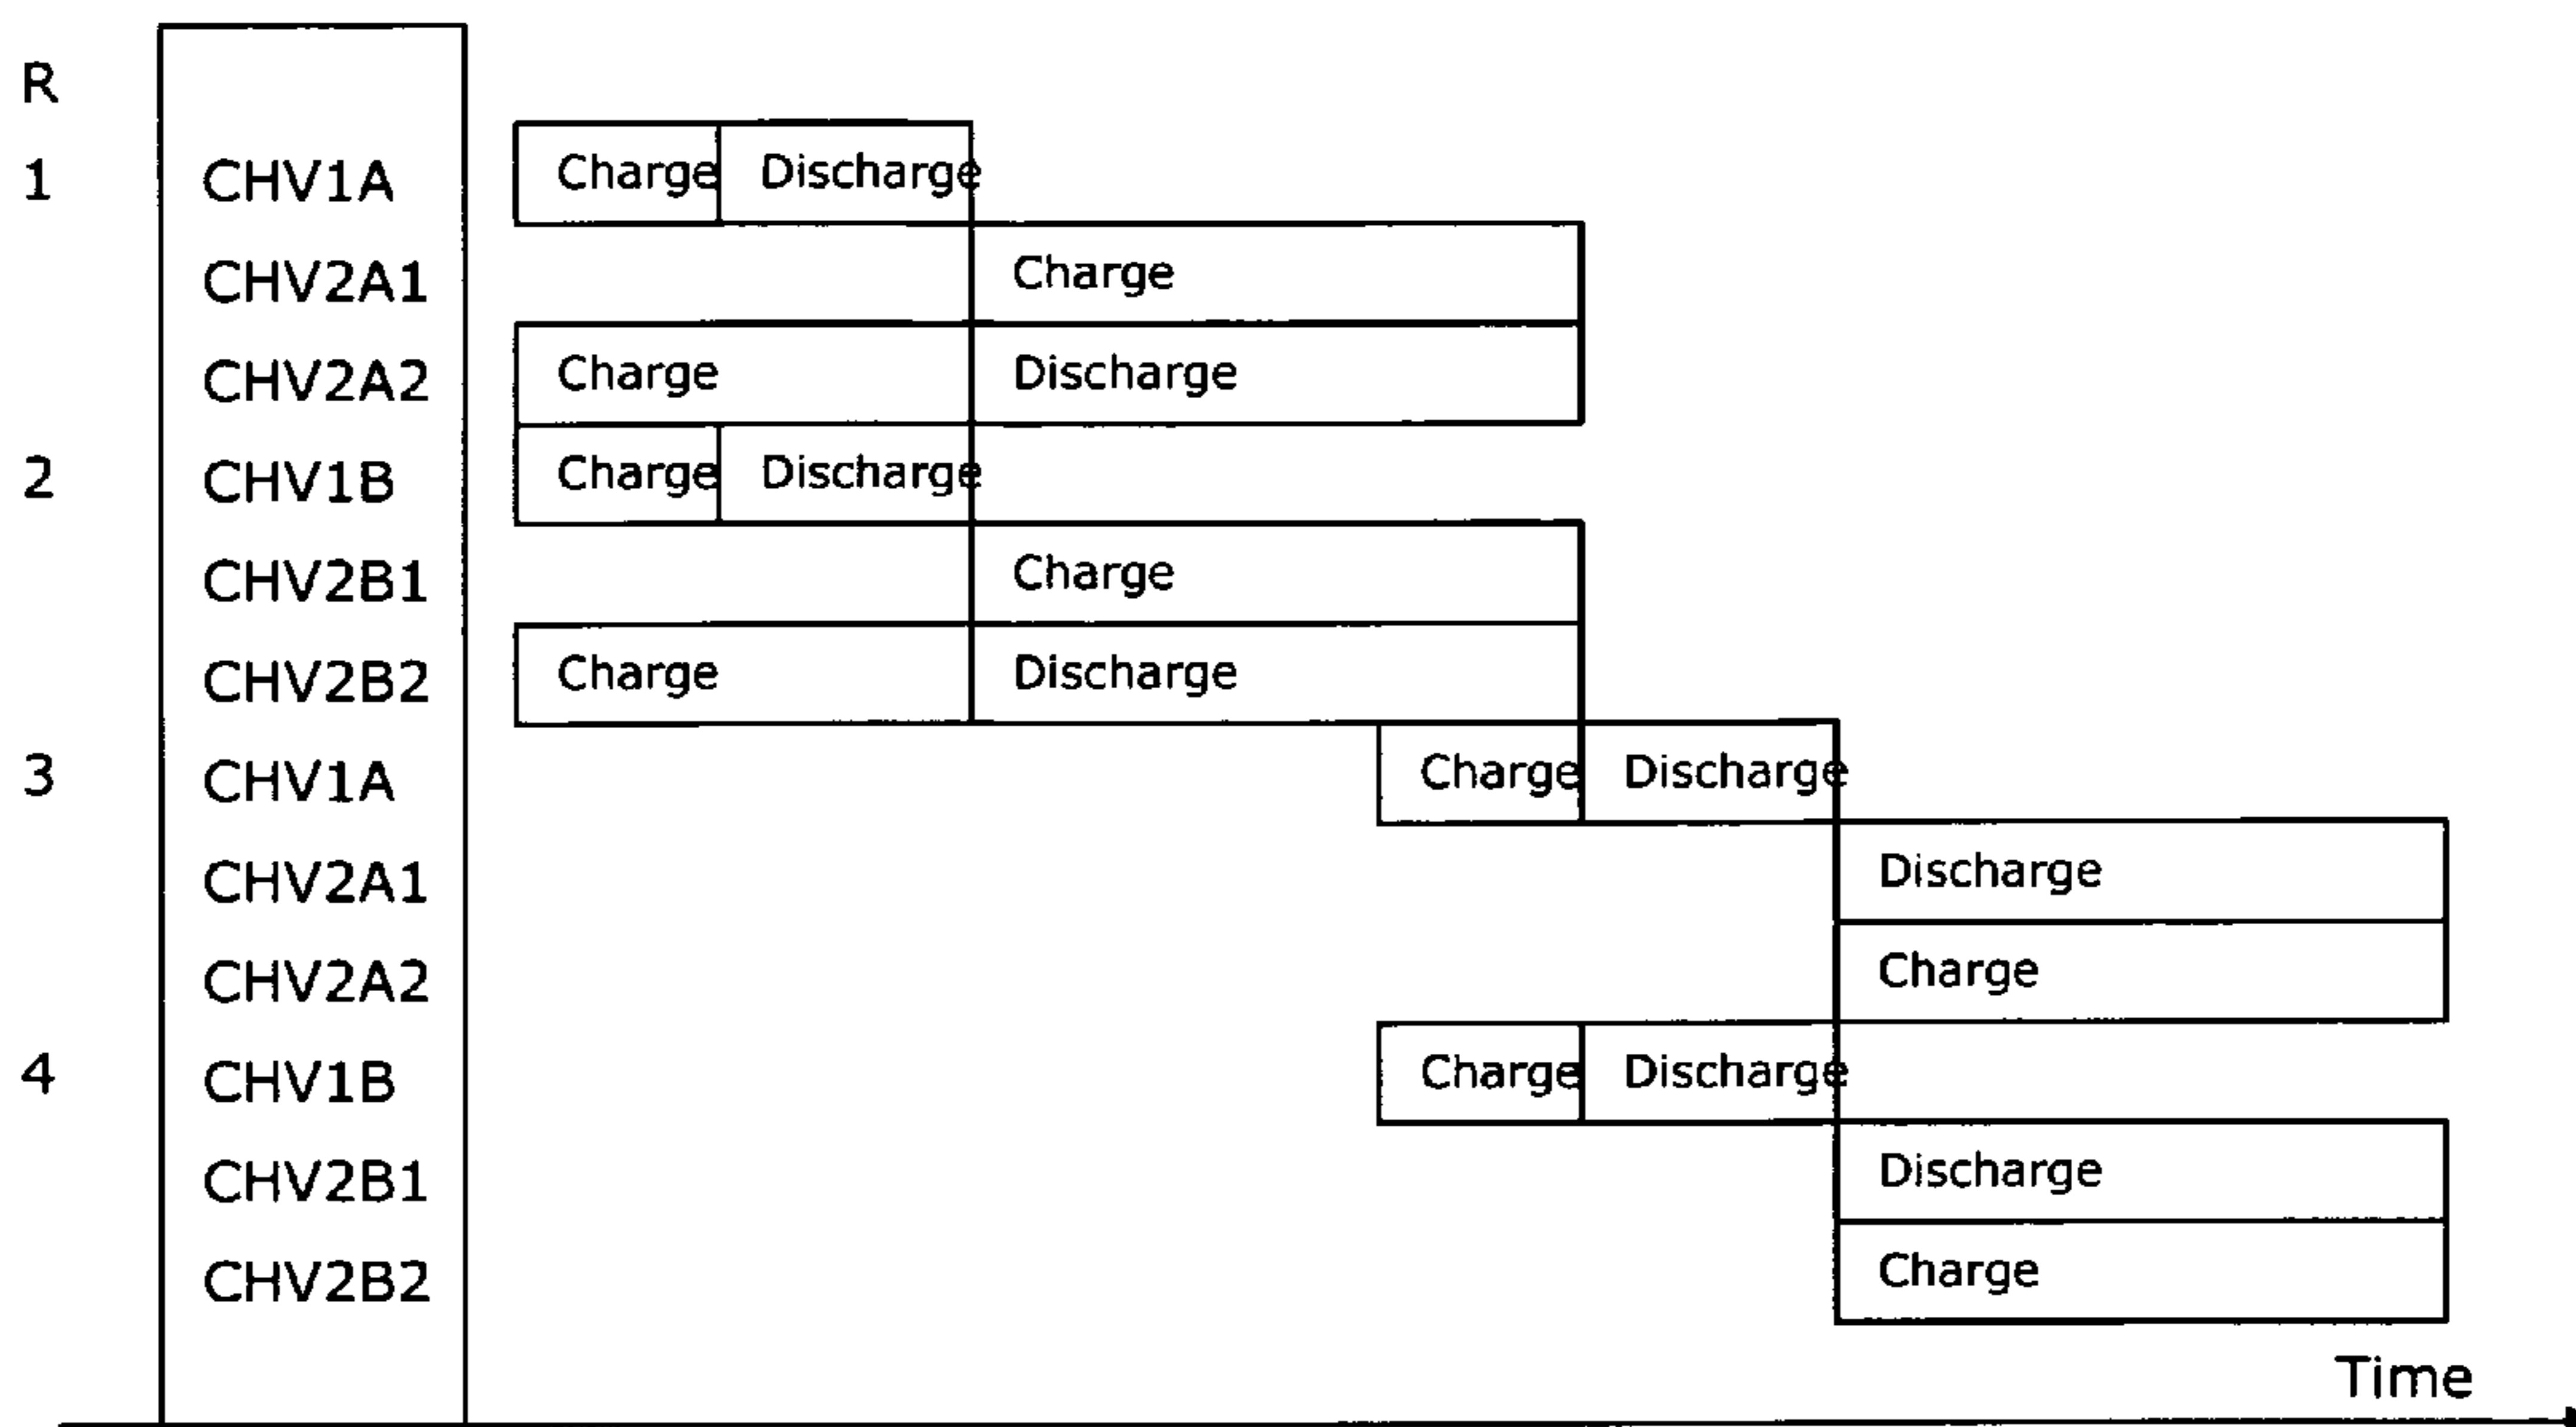 R
1 CHV1A Charge Discharge
CHV2A1 Charge
CHV2A2 Charge Discharge
2 CHV1B Charge Discharge
CHV2B1 Charge
CHV2B2 Charge Discharge
3 CHV1A Charge Discharge
CHV2A1 Discharge
CHV2A2 Charge
4 CHV1B Charge Discharge
CHV2B1 Discharge
CHV2B2 Charge
Time